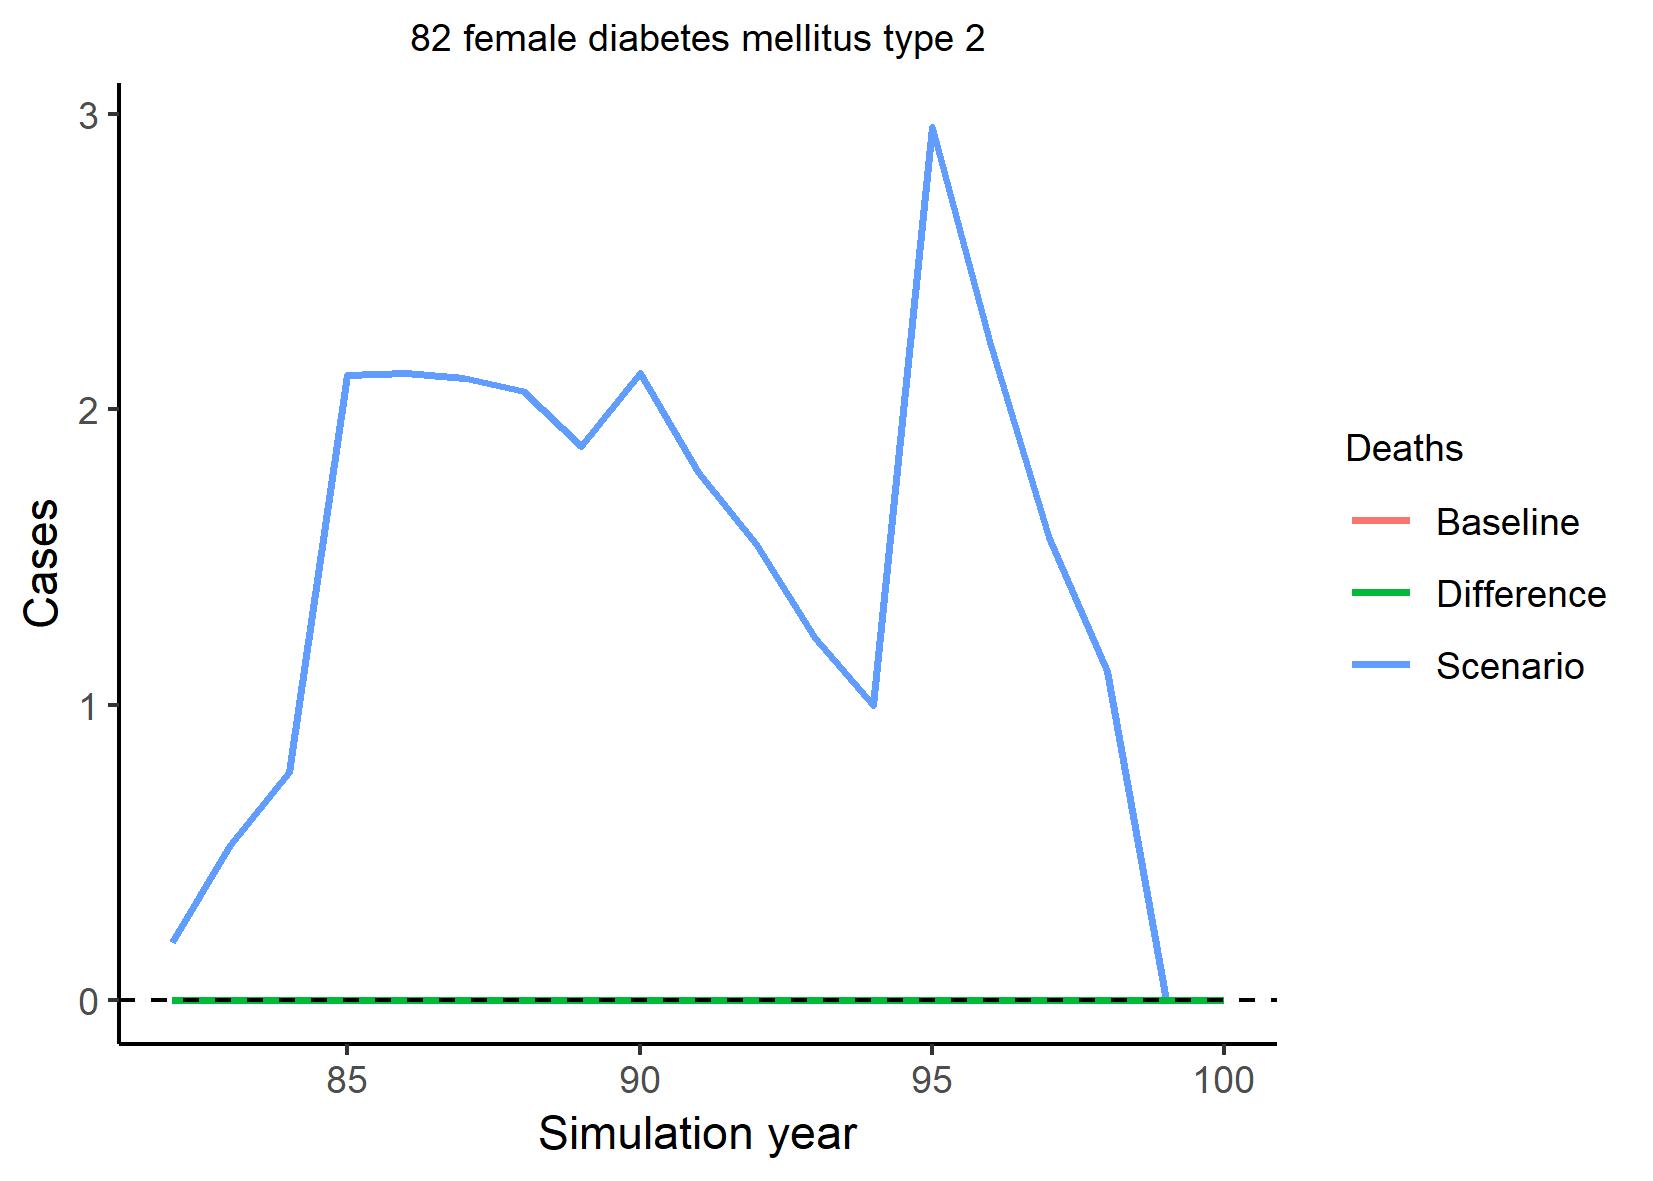 82 female diabetes mellitus type 2
3
2
1
0
Cases
85 90 95 100
Simulation year
Deaths
Baseline
Difference
Scenario